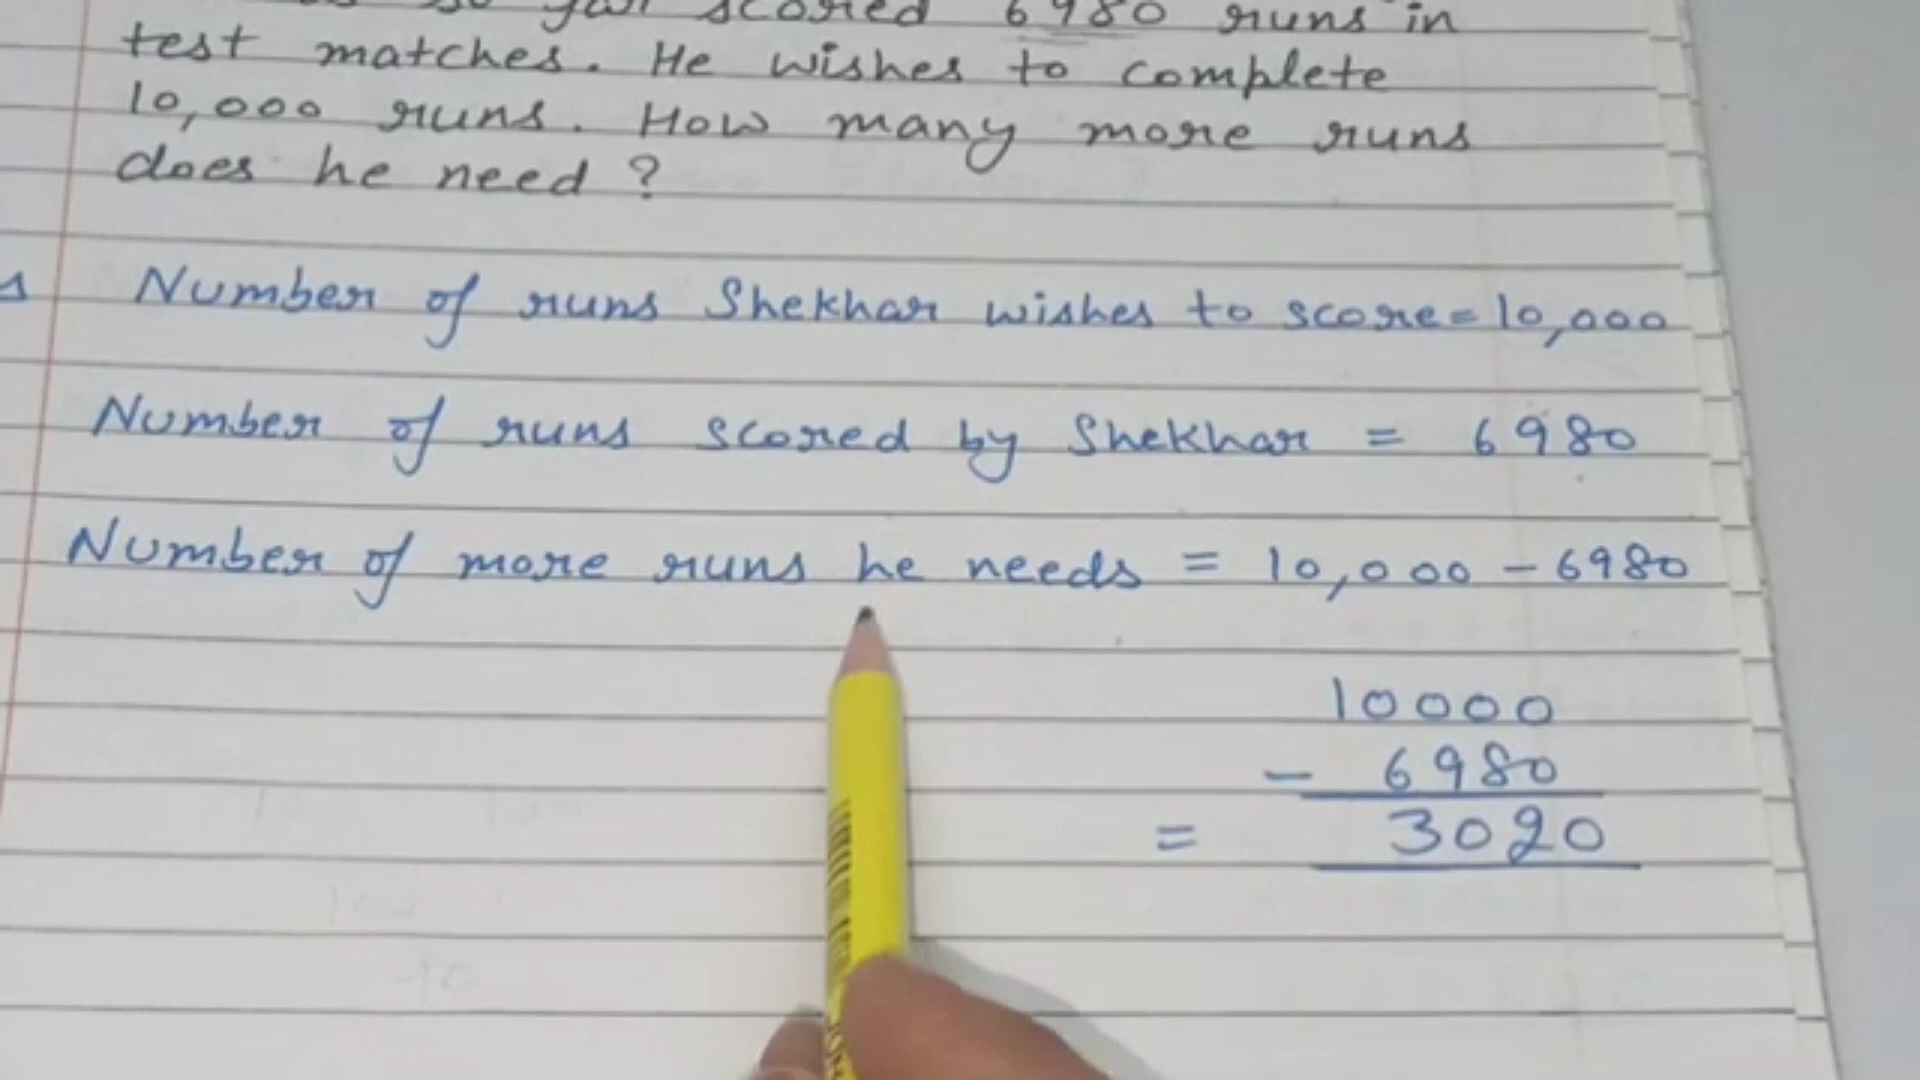 so far scored 6980 runs in
test matches. He wishes to complete
10,000 runs. How many more runs
does he need ?
s Number of runs Shekhar wishes to score = 10,000
Number of runs scored by Shekhar = 6980
Number of more runs he needs = 10,000 - 6980
10000
- 6980
= 3020